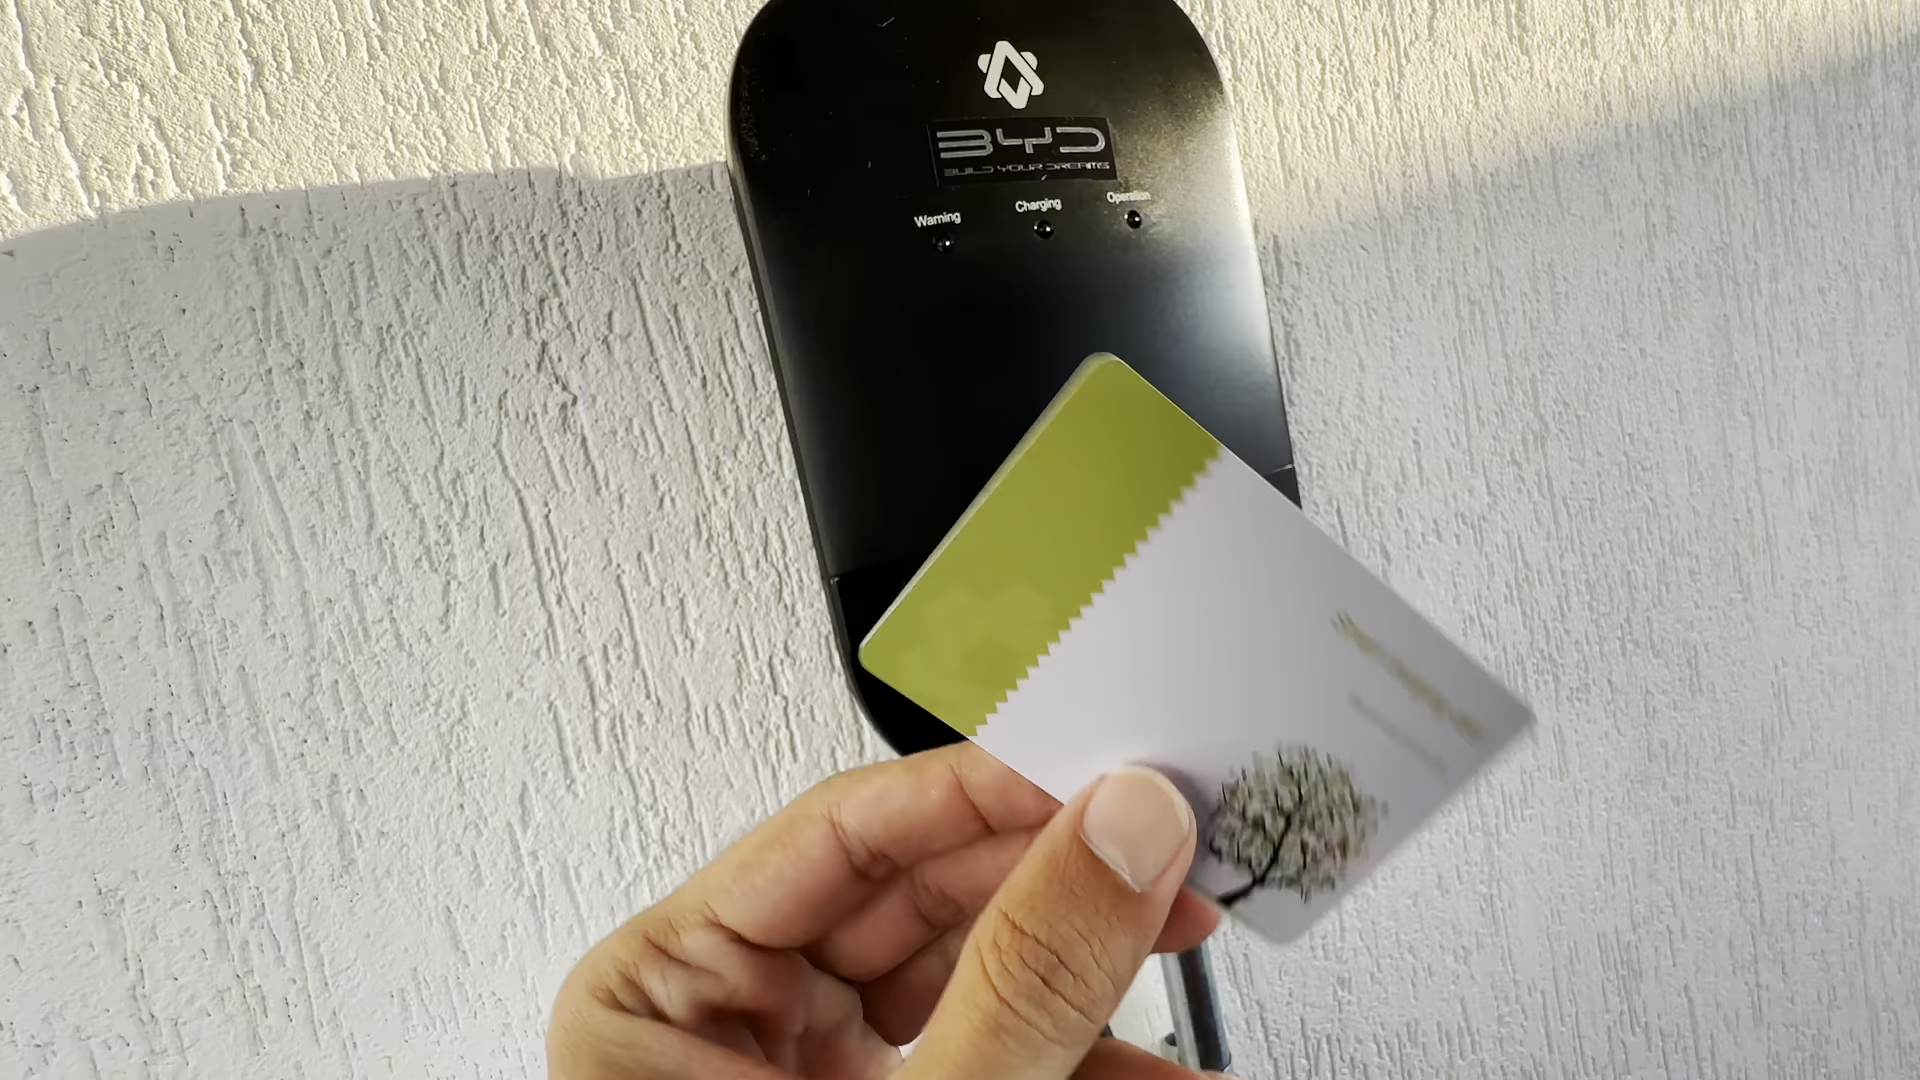 BYD
BUILD YOUR DREAMS
Warning
Charging
Operation